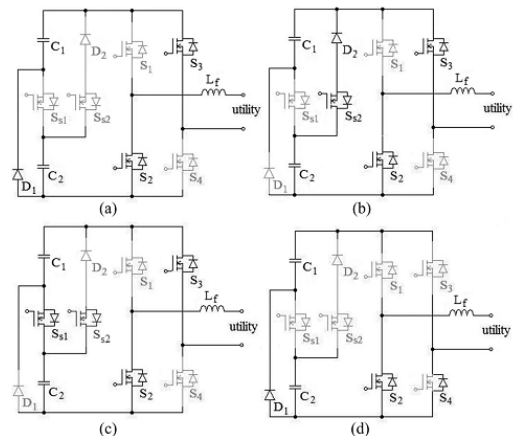 C1
D2
S1
S3
Lf
utility
Ss1
Ss2
C2
D1
S2
S4
(a)
C1
D2
S1
S3
Lf
utility
Ss1
Ss2
C2
D1
S2
S4
(b)
C1
D2
S1
S3
Lf
utility
Ss1
Ss2
C2
D1
S2
S4
(c)
C1
D2
S1
S3
Lf
utility
Ss1
Ss2
D1
C2
S2
S4
(d)